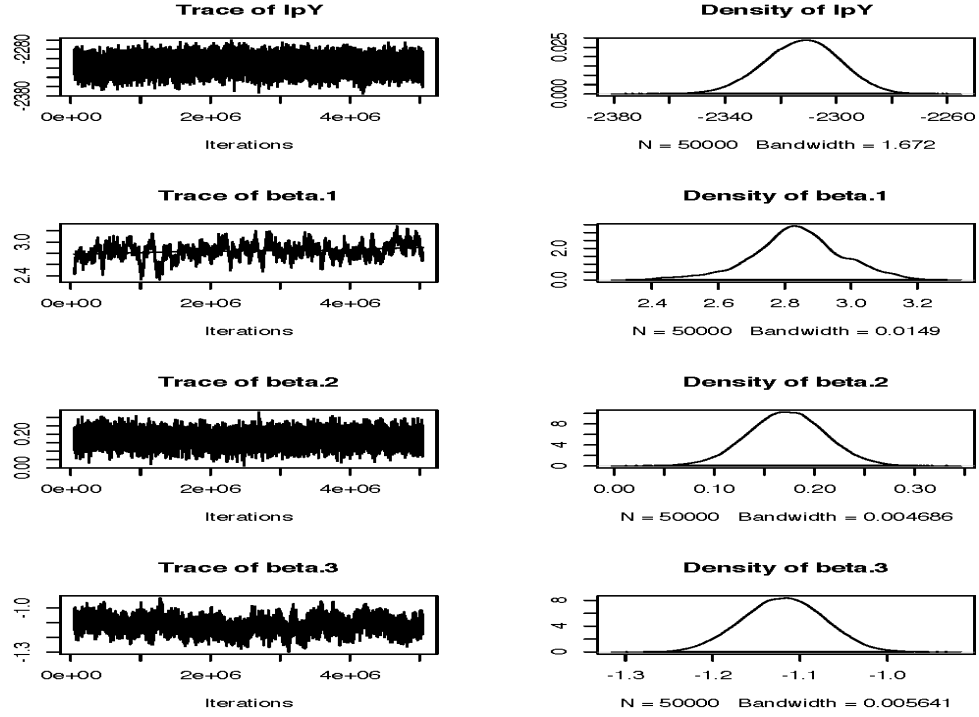 Trace of lpY
Density of lpY
-2380 -2280
0e+00 2e+06 4e+06
Iterations
0.000 0.025
-2380 -2340 -2300 -2260
N = 50000 Bandwidth = 1.672
Trace of beta.1
Density of beta.1
2.4 3.0
0e+00 2e+06 4e+06
Iterations
0.0 2.0
2.4 2.6 2.8 3.0 3.2
N = 50000 Bandwidth = 0.0149
Trace of beta.2
Density of beta.2
0.00 0.20
0e+00 2e+06 4e+06
Iterations
0 4 8
0.00 0.10 0.20 0.30
N = 50000 Bandwidth = 0.004686
Trace of beta.3
Density of beta.3
-1.3 -1.0
0e+00 2e+06 4e+06
Iterations
0 4 8
-1.3 -1.2 -1.1 -1.0
N = 50000 Bandwidth = 0.005641